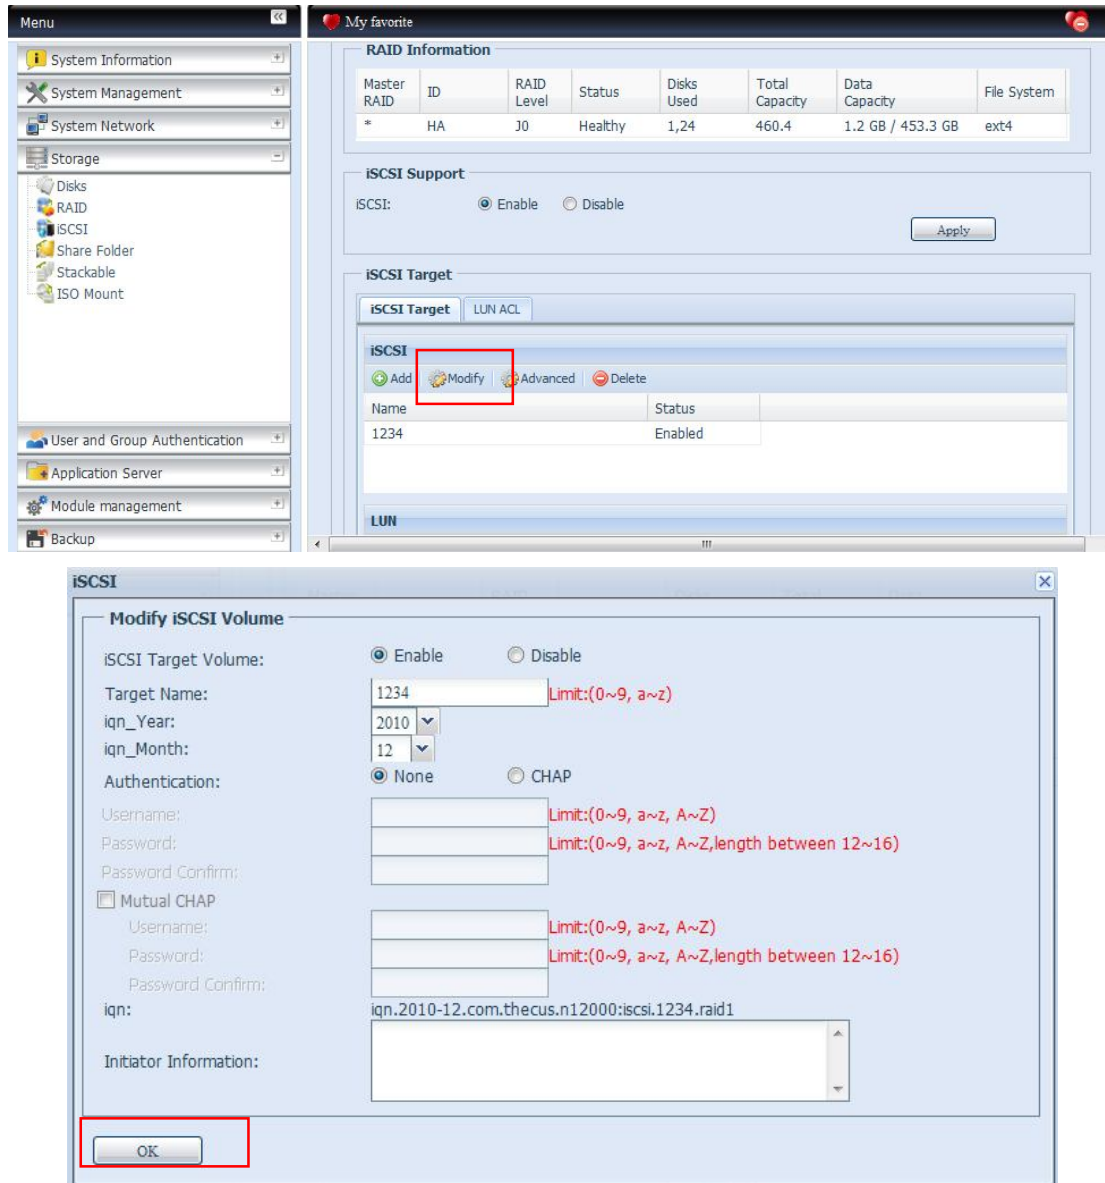 Menu
My favorite
System Information
System Management
System Network
Storage
Disks
RAID
iSCSI
Share Folder
Stackable
ISO Mount
User and Group Authentication
Application Server
Module management
Backup
RAID Information
Master RAID ID RAID Level Status Disks Used Total Capacity Data Capacity File System
* HA J0 Healthy 1,24 460.4 1.2 GB / 453.3 GB ext4
iSCSI Support
iSCSI: Enable Disable
Apply
iSCSI Target
iSCSI Target LUN ACL
iSCSI
Add Modify Advanced Delete
Name Status
1234 Enabled
LUN
iSCSI
Modify iSCSI Volume
iSCSI Target Volume: Enable Disable
Target Name: 1234 Limit:(0~9, a~z)
iqn_Year: 2010
iqn_Month: 12
Authentication: None CHAP
Username: Limit:(0~9, a~z, A~Z)
Password: Limit:(0~9, a~z, A~Z,length between 12~16)
Password Confirm:
Mutual CHAP
Username: Limit:(0~9, a~z, A~Z)
Password: Limit:(0~9, a~z, A~Z,length between 12~16)
Password Confirm:
iqn: iqn.2010-12.com.thecus.n12000:iscsi.1234.raid1
Initiator Information:
OK